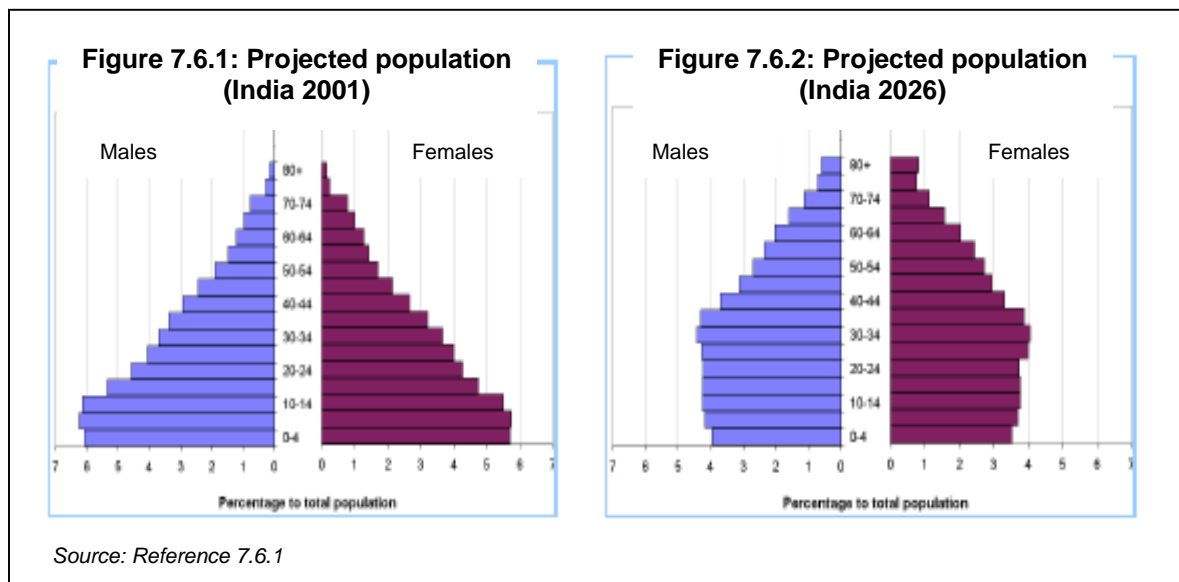 Figure 7.6.1: Projected population
(India 2001)
Males
Females
80+
70-74
60-64
50-54
40-44
30-34
20-24
10-14
0-4
7 6 5 4 3 2 1 0
0 1 2 3 4 5 6 7
Percentage to total population
Figure 7.6.2: Projected population
(India 2026)
Males
Females
80+
70-74
60-64
50-54
40-44
30-34
20-24
10-14
0-4
7 6 5 4 3 2 1 0
0 1 2 3 4 5 6 7
Percentage to total population
Source: Reference 7.6.1